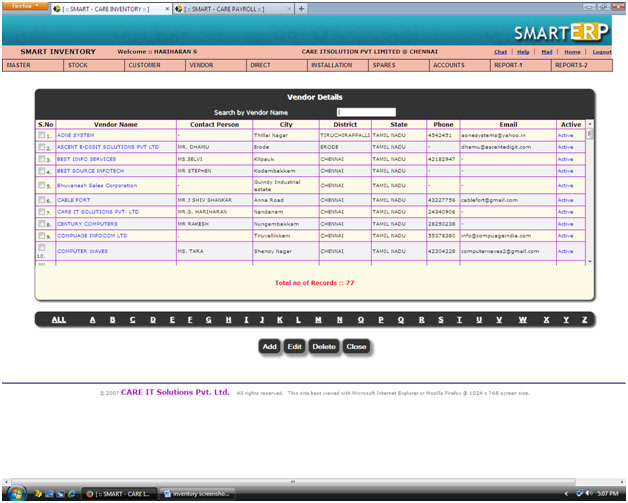 firefox
[ :: SMART - CARE INVENTORY :: ] × [ :: SMART - CARE PAYROLL :: ] × +
SMARTERP
SMART INVENTORY Welcome :: HARIHARAN S CARE ITSOLUTION PVT LIMITED @ CHENNAI Chat | Help | Mail | Home | Logout
MASTER STOCK CUSTOMER VENDOR DIRECT INSTALLATION SPARES ACCOUNTS REPORT-1 REPORTS-2
Vendor Details
Search by Vendor Name
S.No Vendor Name Contact Person City District State Phone Email Active
1. AONE SYSTEM - Thillai Nagar TIRUCHIRAPPALLI TAMIL NADU 4542451 aonesystems@yahoo.in Active
2. ASCENT E-DIGIT SOLUTIONS PVT LTD MR. DHAMU Erode ERODE TAMIL NADU - dhamu@ascentedigit.com Active
3. BEST IINFO SERVICES MS.SELVI Kilpauk CHENNAI TAMIL NADU 42182947 - Active
4. BEST SOURCE INFOTECH MR STEPHEN Kodambakkam CHENNAI TAMIL NADU - - Active
5. Bhuvanesh Sales Corporation - Guindy Industrial estate CHENNAI TAMIL NADU - - Active
6. CABLE FORT MR J SHIV SHANKAR Anna Road CHENNAI TAMIL NADU 43227756 cablefort@gmail.com Active
7. CARE IT SOLUTIONS PVT. LTD MR.S. HARIHARAN Nandanam CHENNAI TAMIL NADU 24340906 - Active
8. CENTURY COMPUTERS MR RAKESH Nungambakkam CHENNAI TAMIL NADU 28250238 - Active
9. COMPUAGE INFOCOM LTD . Tiruvallikkeni CHENNAI TAMIL NADU 55378380 info@compuageindia.com Active
10. COMPUTER WAVES MS. TARA Shenoy Nagar CHENNAI TAMIL NADU 42304228 computerwaves2@gmail.com Active
Total no of Records :: 77
ALL A B C D E F G H I J K L M N O P Q R S T U V W X Y Z
Add Edit Delete Close
© 2007 CARE IT Solutions Pvt. Ltd. All rights reserved. This site best viewed with Microsoft Internet Explorer or Mozilla Firefox @ 1024 x 768 screen size.
[ :: SMART - CARE I... inventory screensho... 5:07 PM